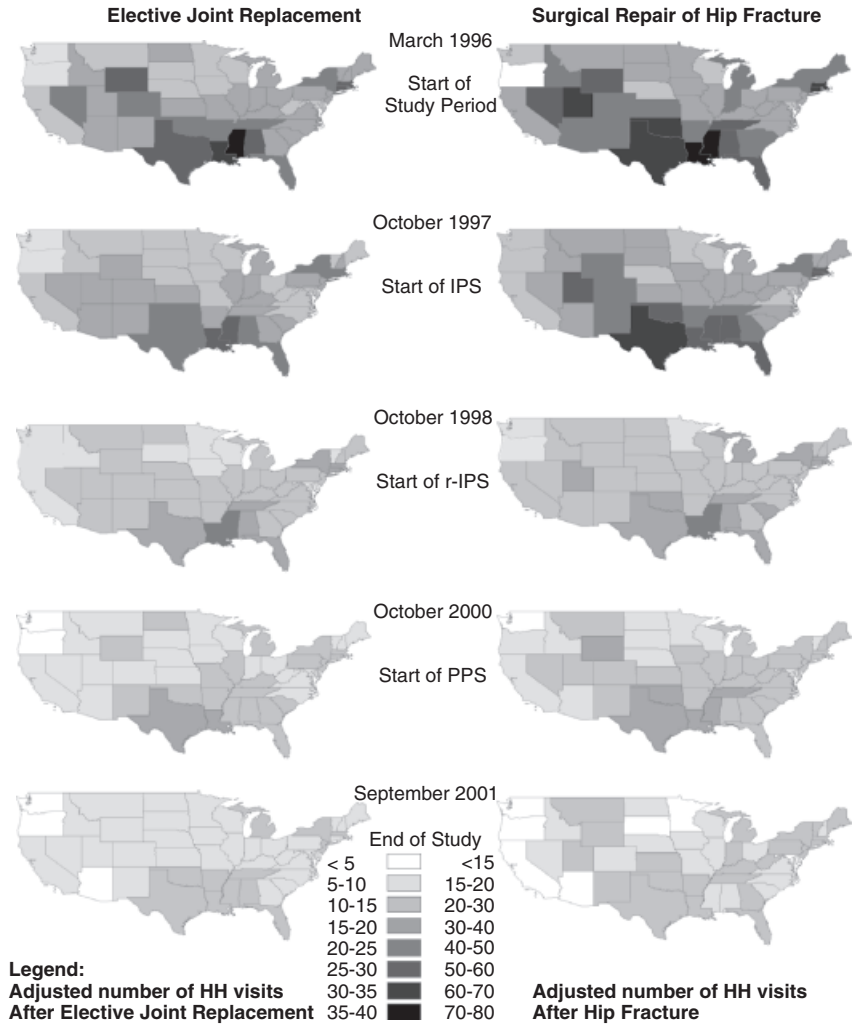 Elective Joint Replacement
Surgical Repair of Hip Fracture
March 1996
Start of
Study Period
October 1997
Start of IPS
October 1998
Start of r-IPS
October 2000
Start of PPS
September 2001
End of Study
< 5 <15
5-10 15-20
10-15 20-30
15-20 30-40
20-25 40-50
25-30 50-60
30-35 60-70
35-40 70-80
Legend:
Adjusted number of HH visits
After Elective Joint Replacement
Adjusted number of HH visits
After Hip Fracture